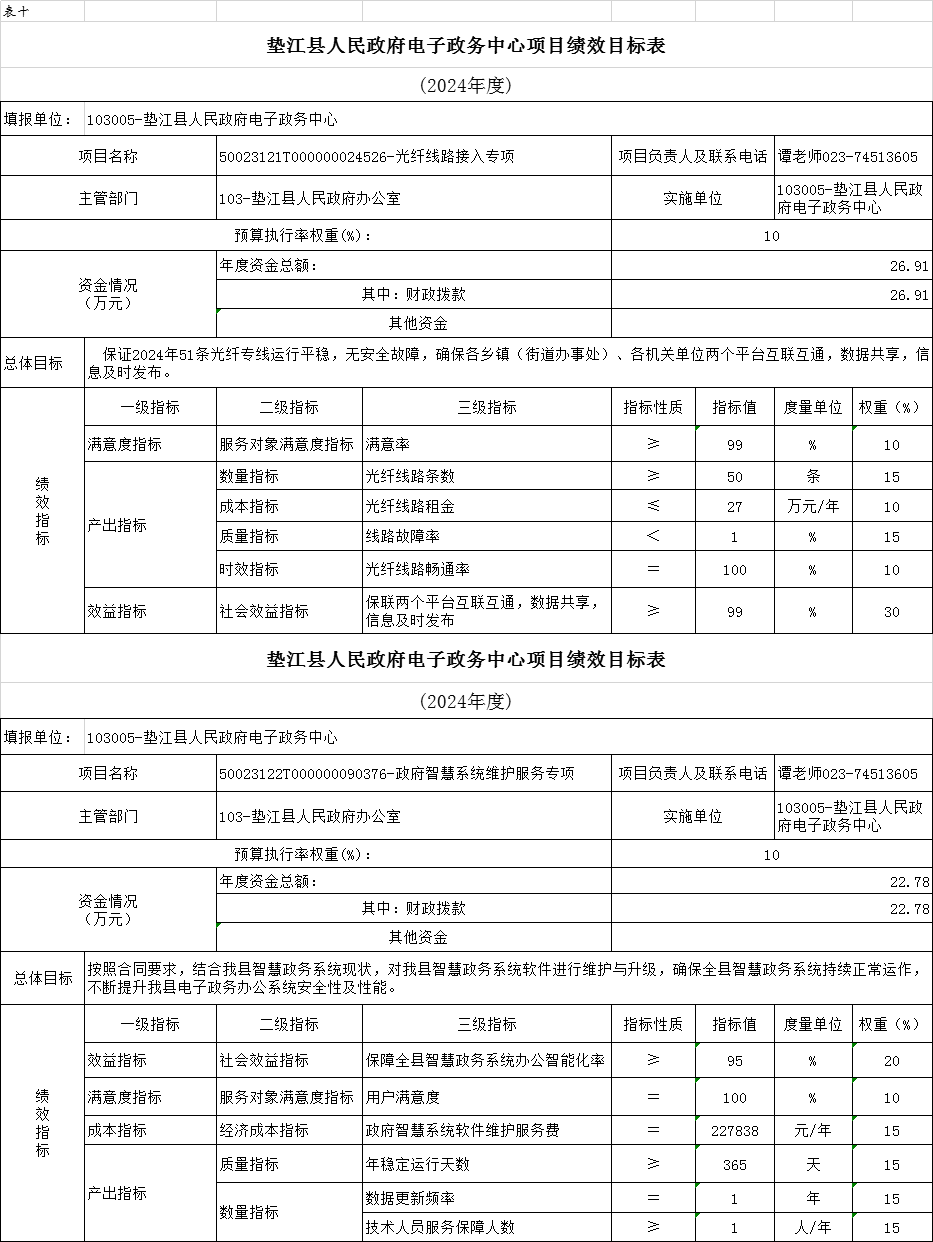 表十
垫江县人民政府电子政务中心项目绩效目标表
(2024年度)
填报单位： 103005-垫江县人民政府电子政务中心
项目名称 50023121T000000024526-光纤线路接入专项 项目负责人及联系电话 谭老师023-74513605
主管部门 103-垫江县人民政府办公室 实施单位 103005-垫江县人民政
府电子政务中心
预算执行率权重(%)： 10
资金情况
（万元）
年度资金总额： 26.91
其中：财政拨款 26.91
其他资金
总体目标
保证2024年51条光纤专线运行平稳，无安全故障，确保各乡镇（街道办事处）、各机关单位两个平台互联互通，数据共享，信
息及时发布。
绩
效
指
标
一级指标 二级指标 三级指标 指标性质 指标值 度量单位 权重（%）
满意度指标 服务对象满意度指标 满意率 ≥ 99 % 10
产出指标
数量指标 光纤线路条数 ≥ 50 条 15
成本指标 光纤线路租金 ≤ 27 万元/年 10
质量指标 线路故障率 ＜ 1 % 15
时效指标 光纤线路畅通率 ＝ 100 % 10
效益指标 社会效益指标 保联两个平台互联互通，数据共享，
信息及时发布 ≥ 99 % 30
垫江县人民政府电子政务中心项目绩效目标表
(2024年度)
填报单位： 103005-垫江县人民政府电子政务中心
项目名称 50023122T000000090376-政府智慧系统维护服务专项 项目负责人及联系电话 谭老师023-74513605
主管部门 103-垫江县人民政府办公室 实施单位 103005-垫江县人民政
府电子政务中心
预算执行率权重(%)： 10
资金情况
（万元）
年度资金总额： 22.78
其中：财政拨款 22.78
其他资金
总体目标
按照合同要求，结合我县智慧政务系统现状，对我县智慧政务系统软件进行维护与升级，确保全县智慧政务系统持续正常运作，
不断提升我县电子政务办公系统安全性及性能。
绩
效
指
标
一级指标 二级指标 三级指标 指标性质 指标值 度量单位 权重（%）
效益指标 社会效益指标 保障全县智慧政务系统办公智能化率 ≥ 95 % 20
满意度指标 服务对象满意度指标 用户满意度 ＝ 100 % 10
成本指标 经济成本指标 政府智慧系统软件维护服务费 ＝ 227838 元/年 15
产出指标
质量指标 年稳定运行天数 ≥ 365 天 15
数量指标
数据更新频率 ＝ 1 年 15
技术人员服务保障人数 ≥ 1 人/年 15